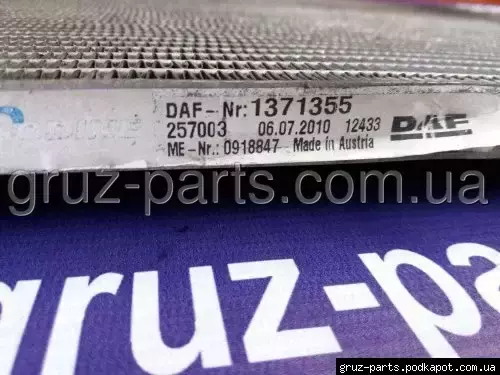 DAF-Nr: 1371355
257003 06.07.2010 12433 DAF
ME-Nr.: 0918847 Made in Austria
gruz-parts.com.ua
gruz-pa
gruz-parts.podkapot.com.ua